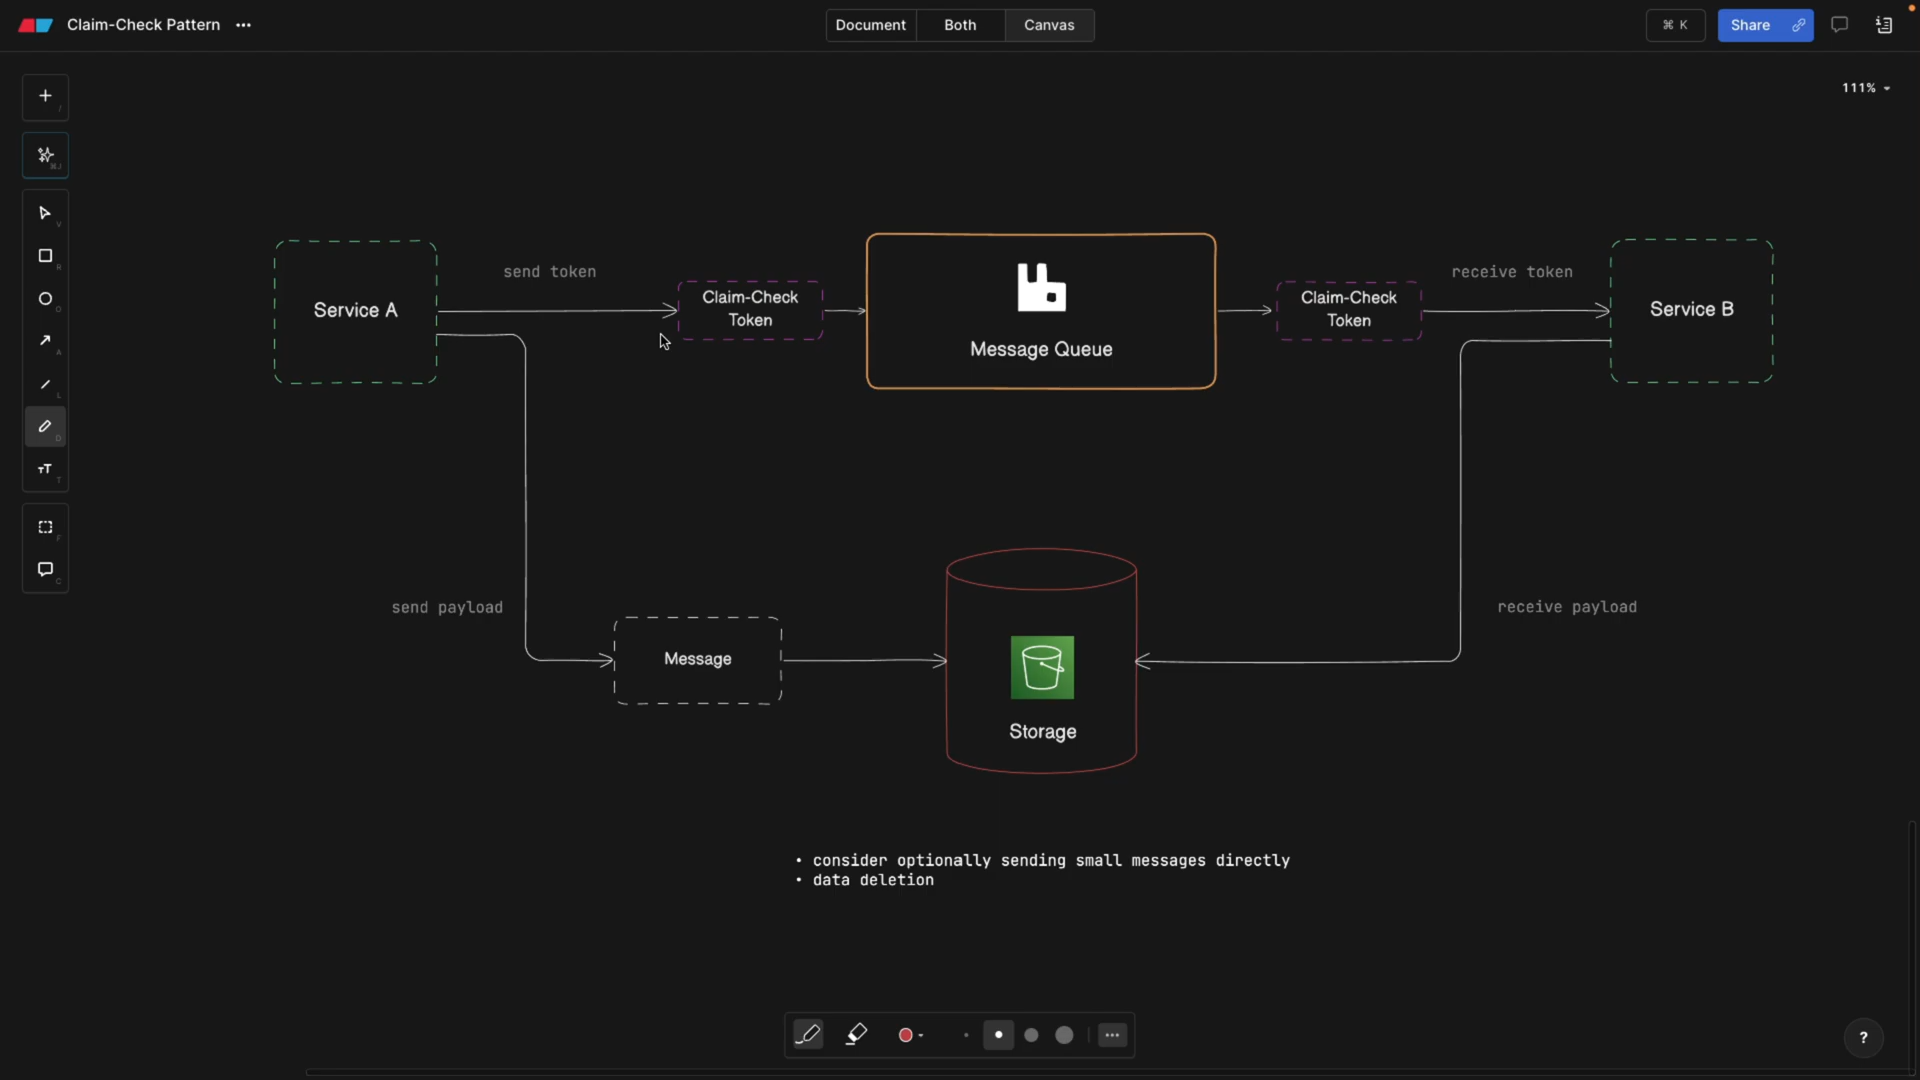 Claim-Check Pattern
Document
Both
Canvas
⌘ K
Share
111%
send token
receive token
Service A
Claim-Check
Token
Message Queue
Claim-Check
Token
Service B
send payload
receive payload
Message
Storage
• consider optionally sending small messages directly
• data deletion
V
R
O
A
L
D
T
F
C
?